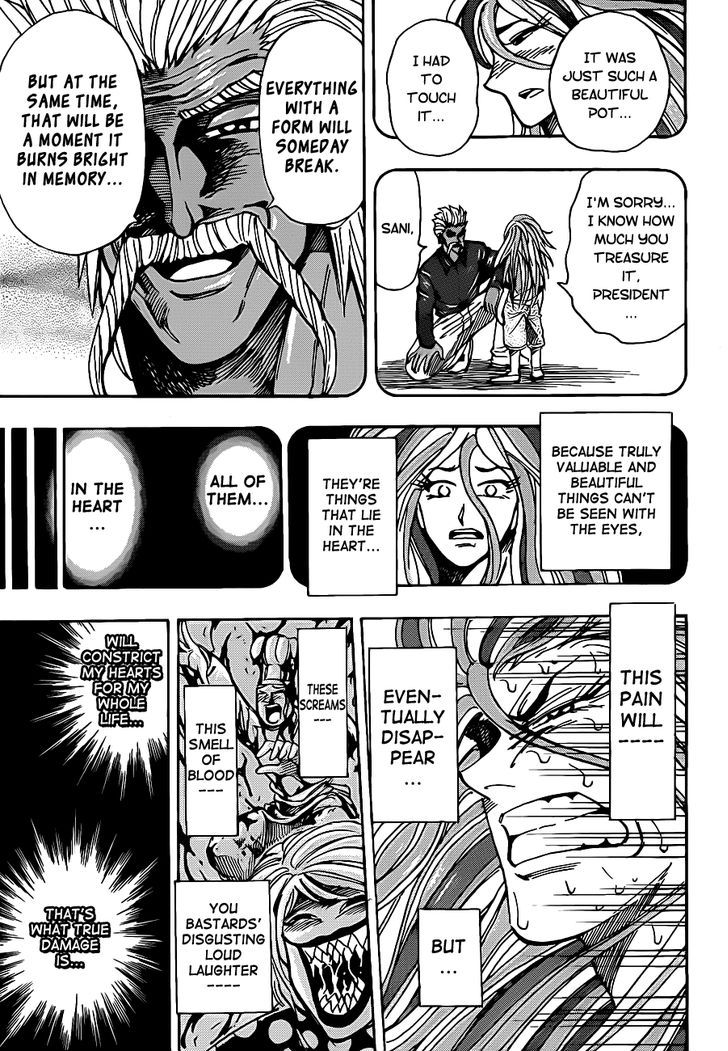 IT WAS
JUST SUCH A
BEAUTIFUL
POT...
I HAD
TO
TOUCH
IT...
I'M SORRY...
I KNOW HOW
MUCH YOU
TREASURE
IT,
PRESIDENT
...
SANI,
EVERYTHING
WITH A
FORM WILL
SOMEDAY
BREAK.
BUT AT THE
SAME TIME,
THAT WILL BE
A MOMENT IT
BURNS BRIGHT
IN MEMORY...
BECAUSE TRULY
VALUABLE AND
BEAUTIFUL
THINGS CAN'T
BE SEEN WITH
THE EYES,
THEY'RE
THINGS
THAT LIE
IN THE
HEART...
ALL OF
THEM...
IN THE
HEART
...
THIS
PAIN
WILL
----
EVEN-
TUALLY
DISAP-
PEAR
...
BUT
...
THESE
SCREAMS
---
THIS
SMELL
OF
BLOOD
---
YOU
BASTARDS'
DISGUSTING
LOUD
LAUGHTER
----
WILL
CONSTRICT
MY HEARTS
FOR MY
WHOLE
LIFE...
THAT'S
WHAT TRUE
DAMAGE
IS...